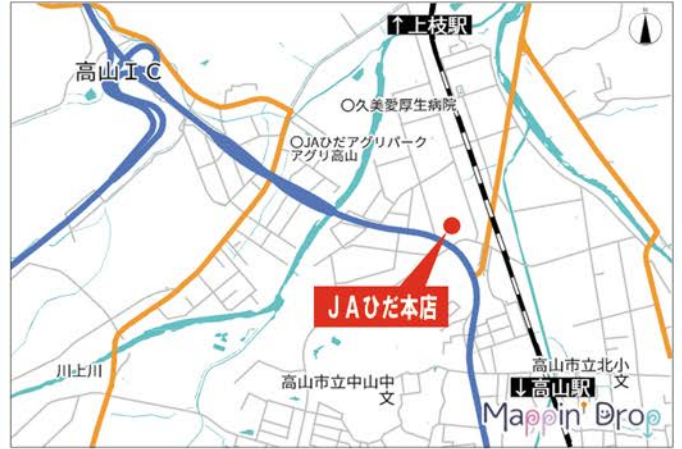 ↑上枝駅
N
高山IC
○久美愛厚生病院
○JAひだアグリパーク
アグリ高山
JAひだ本店
川上川
高山市立中山中
文
高山市立北小
文
↓高山駅
Mappin' Drop